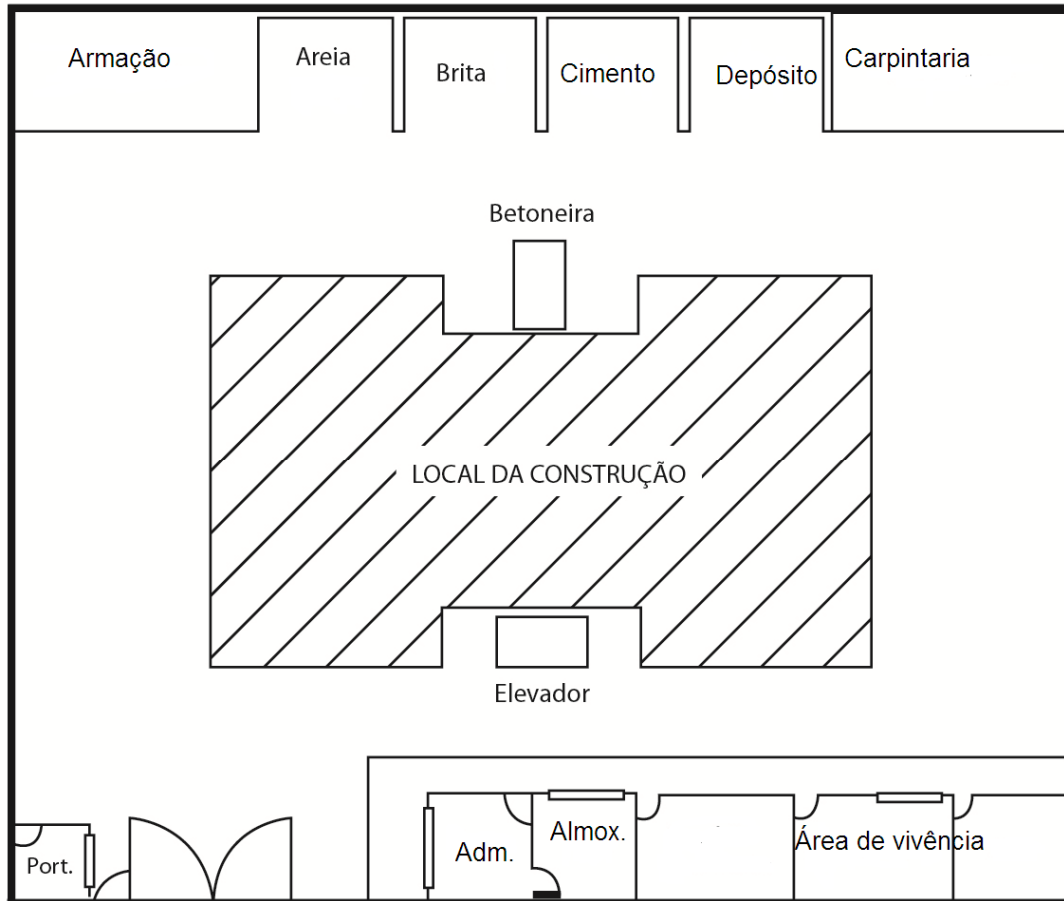 Armação
Areia
Brita
Cimento
Depósito
Carpintaria
Betoneira
LOCAL DA CONSTRUÇÃO
Elevador
Port.
Adm.
Almox.
Área de vivência